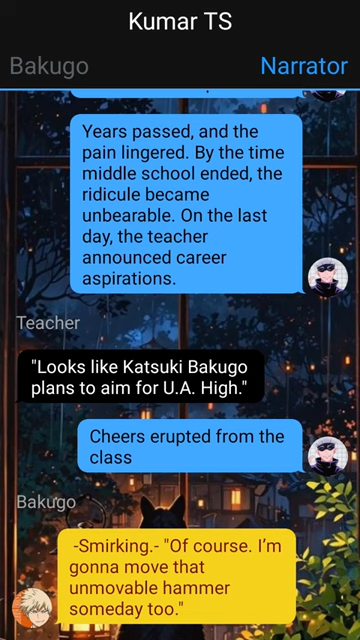 Kumar TS
Bakugo
Narrator
Years passed, and the
pain lingered. By the time
middle school ended, the
ridicule became
unbearable. On the last
day, the teacher
announced career
aspirations.
Teacher
"Looks like Katsuki Bakugo
plans to aim for U.A. High."
Cheers erupted from the
class
Bakugo
-Smirking.- "Of course. I'm
gonna move that
unmovable hammer
someday too."